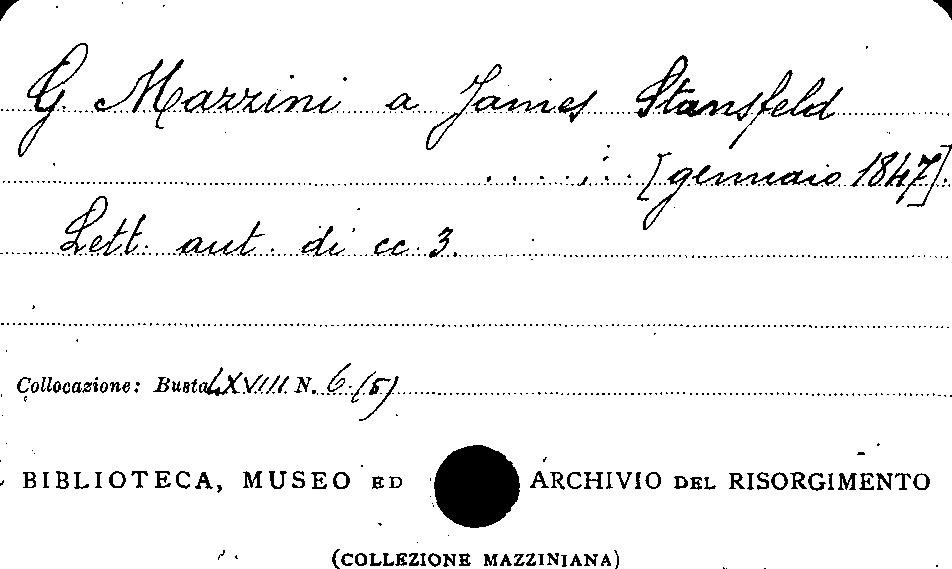 G. Mazzini a James Stansfeld
..... [gennaio 1847].
Lett. aut. di cc. 3.
Collocazione: Busta LXVIII N. 6 (5)
BIBLIOTECA, MUSEO ED ARCHIVIO DEL RISORGIMENTO
(COLLEZIONE MAZZINIANA)